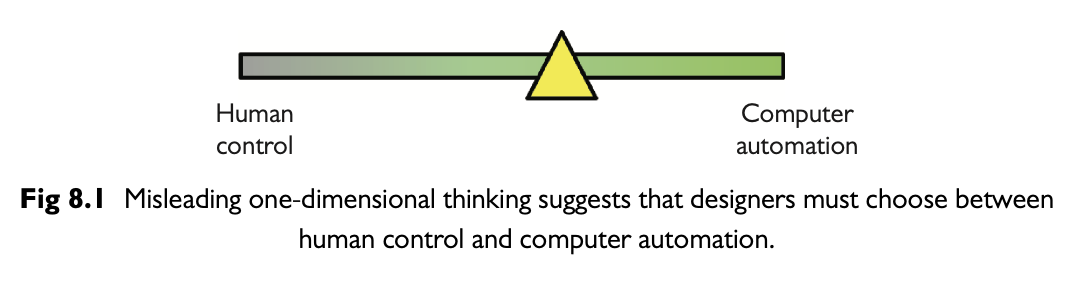 Human
control
Computer
automation
Fig 8.1 Misleading one-dimensional thinking suggests that designers must choose between
human control and computer automation.